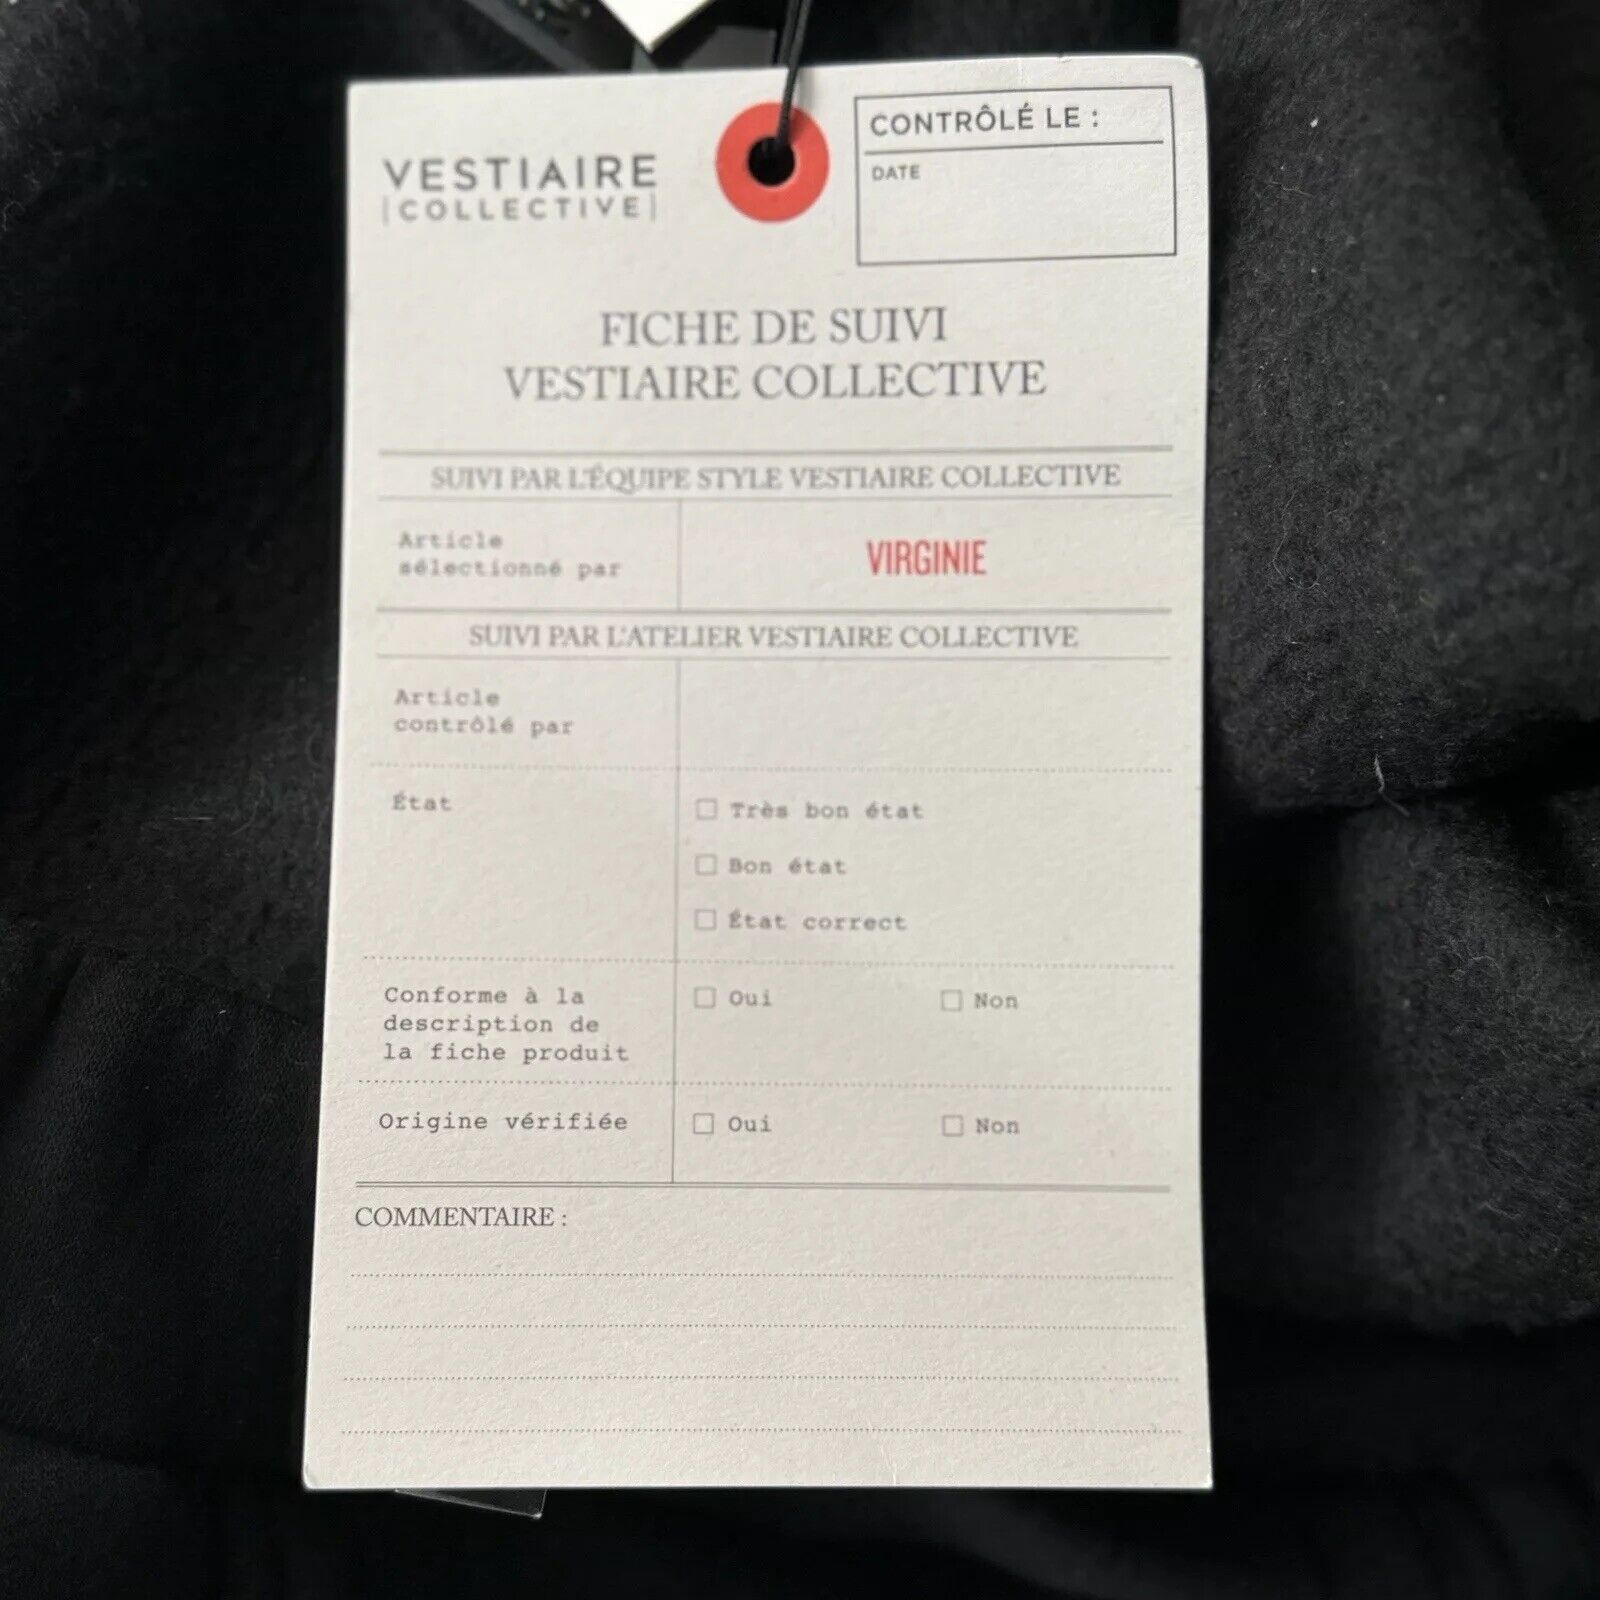 VESTIAIRE
|COLLECTIVE|
CONTRÔLÉ LE :
DATE
FICHE DE SUIVI
VESTIAIRE COLLECTIVE
SUIVI PAR L'ÉQUIPE STYLE VESTIAIRE COLLECTIVE
Article
sélectionné par
VIRGINIE
SUIVI PAR L'ATELIER VESTIAIRE COLLECTIVE
Article
contrôlé par
État
☐ Très bon état
☐ Bon état
☐ État correct
Conforme à la
description de
la fiche produit
☐ Oui ☐ Non
Origine vérifiée
☐ Oui ☐ Non
COMMENTAIRE :